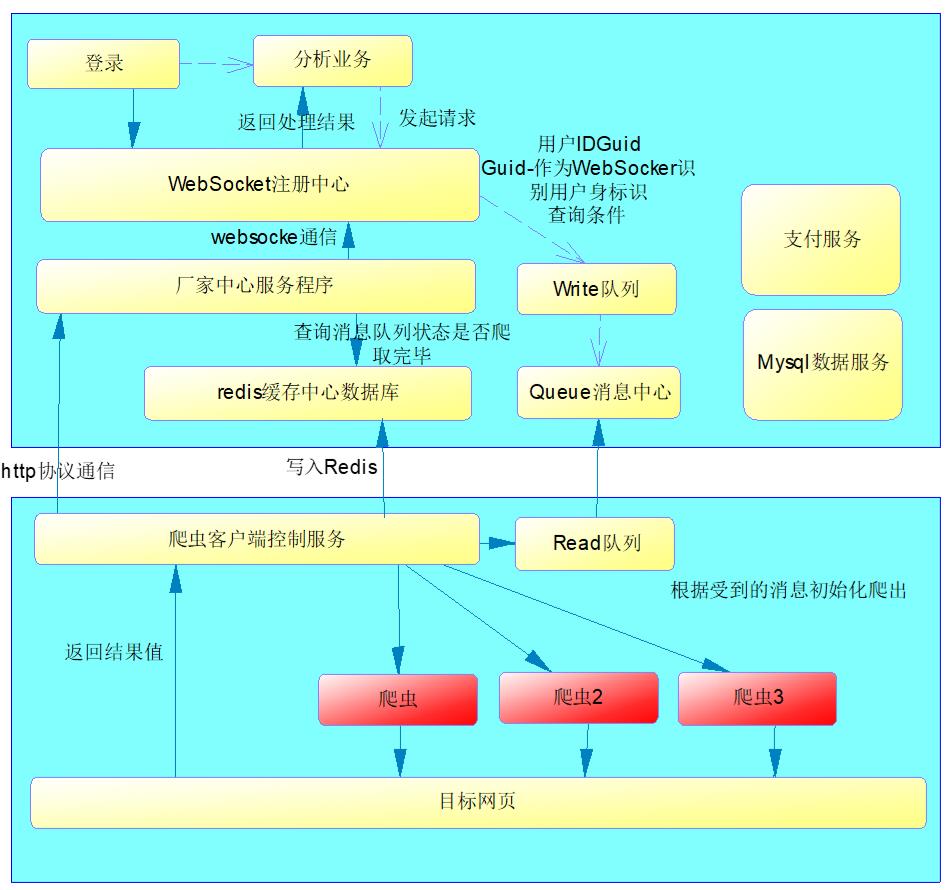 登录
分析业务
返回处理结果
发起请求
用户IDGuid
Guid-作为WebSocker识
别用户身标识
查询条件
WebSocket注册中心
支付服务
websocke通信
厂家中心服务程序
Write队列
查询消息队列状态是否爬
取完毕
Mysql数据服务
redis缓存中心数据库
Queue消息中心
http协议通信
写入Redis
爬虫客户端控制服务
Read队列
根据受到的消息初始化爬出
返回结果值
爬虫
爬虫2
爬虫3
目标网页